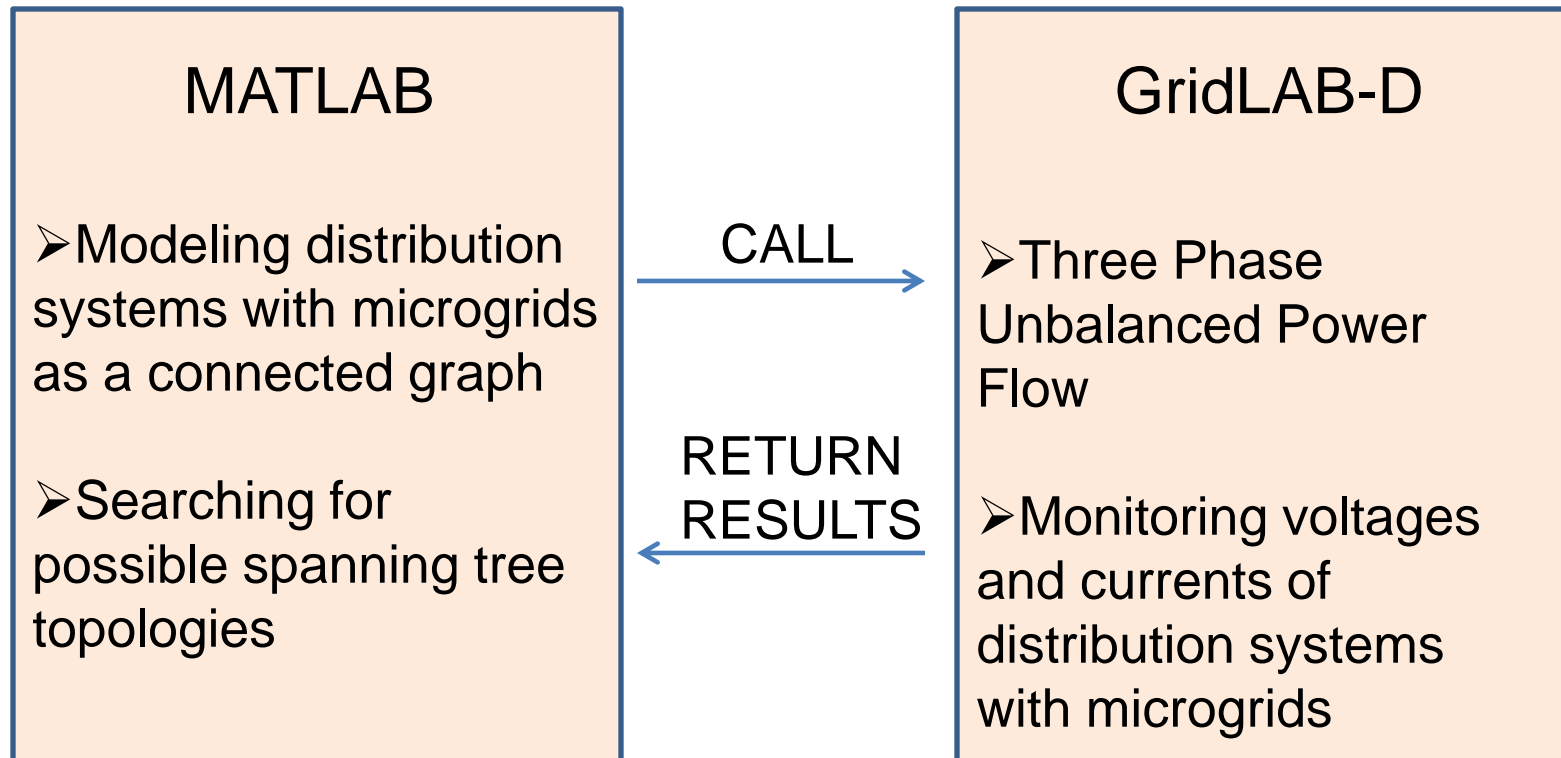 MATLAB
➢Modeling distribution
systems with microgrids
as a connected graph
➢Searching for
possible spanning tree
topologies
CALL
RETURN
RESULTS
GridLAB-D
➢Three Phase
Unbalanced Power
Flow
➢Monitoring voltages
and currents of
distribution systems
with microgrids